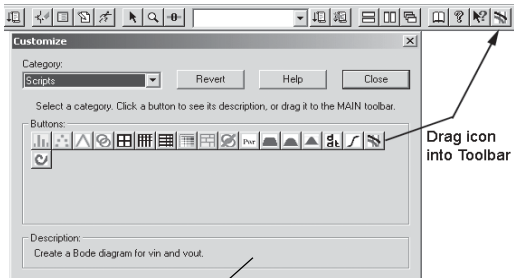 Customize
Category:
Scripts
Revert
Help
Close
Select a category. Click a button to see its description, or drag it to the MAIN toolbar.
Buttons:
Pwr
Drag icon
into Toolbar
Description:
Create a Bode diagram for vin and vout.